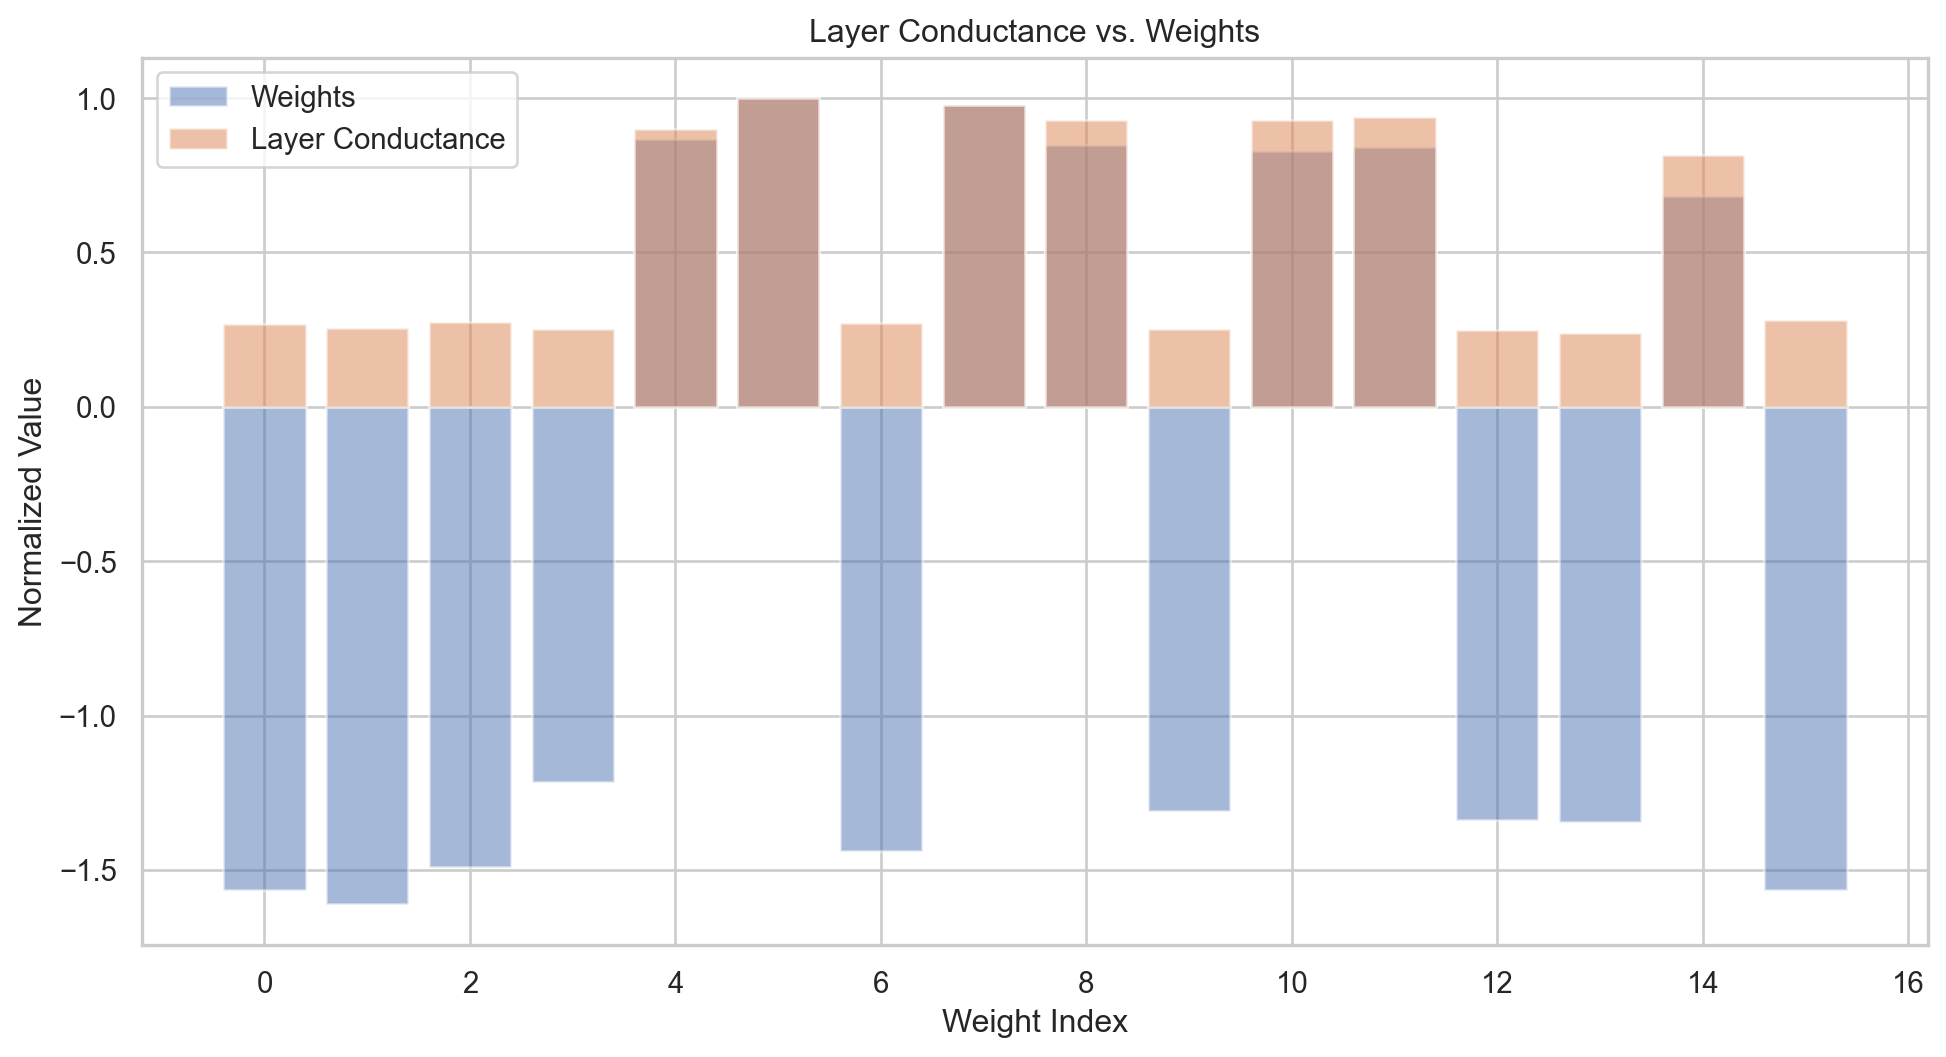 Layer Conductance vs. Weights
Weights
Layer Conductance
1.0
0.5
0.0
−0.5
−1.0
−1.5
Normalized Value
0 2 4 6 8 10 12 14 16
Weight Index